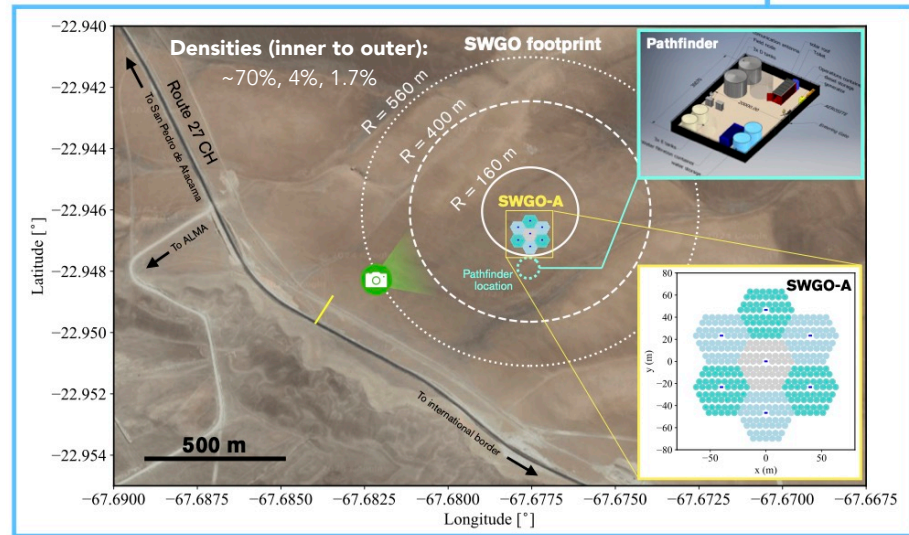 Densities (inner to outer):
~70%, 4%, 1.7%
SWGO footprint
R = 560 m
R = 400 m
R = 160 m
SWGO-A
Pathfinder
location
Pathfinder
20000.00
Route 27 CH
To San Pedro de Atacama
To ALMA
To international border
500 m
Latitude [°]
−22.940
−22.942
−22.944
−22.946
−22.948
−22.950
−22.952
−22.954
−67.6900
−67.6875
−67.6850
−67.6825
−67.6800
−67.6775
−67.6750
−67.6725
−67.6700
−67.6675
Longitude [°]
SWGO-A
y (m)
80
60
40
20
0
−20
−40
−60
−80
−50
0
50
x (m)